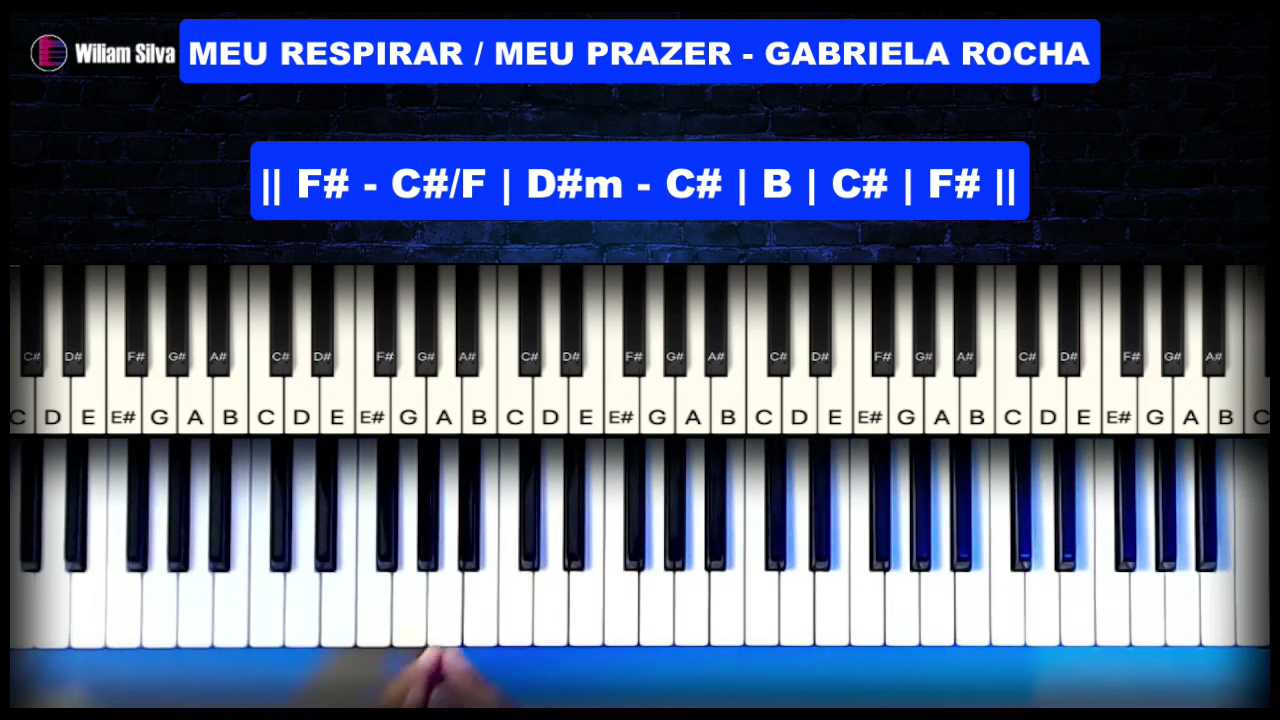 Wiliam Silva
MEU RESPIRAR / MEU PRAZER - GABRIELA ROCHA
|| F# - C#/F | D#m - C# | B | C# | F# ||
C# D# F# G# A# C# D# F# G# A# C# D# F# G# A# C# D# F# G# A# C# D# F# G# A#
C D E E# G A B C D E E# G A B C D E E# G A B C D E E# G A B C D E E# G A B C